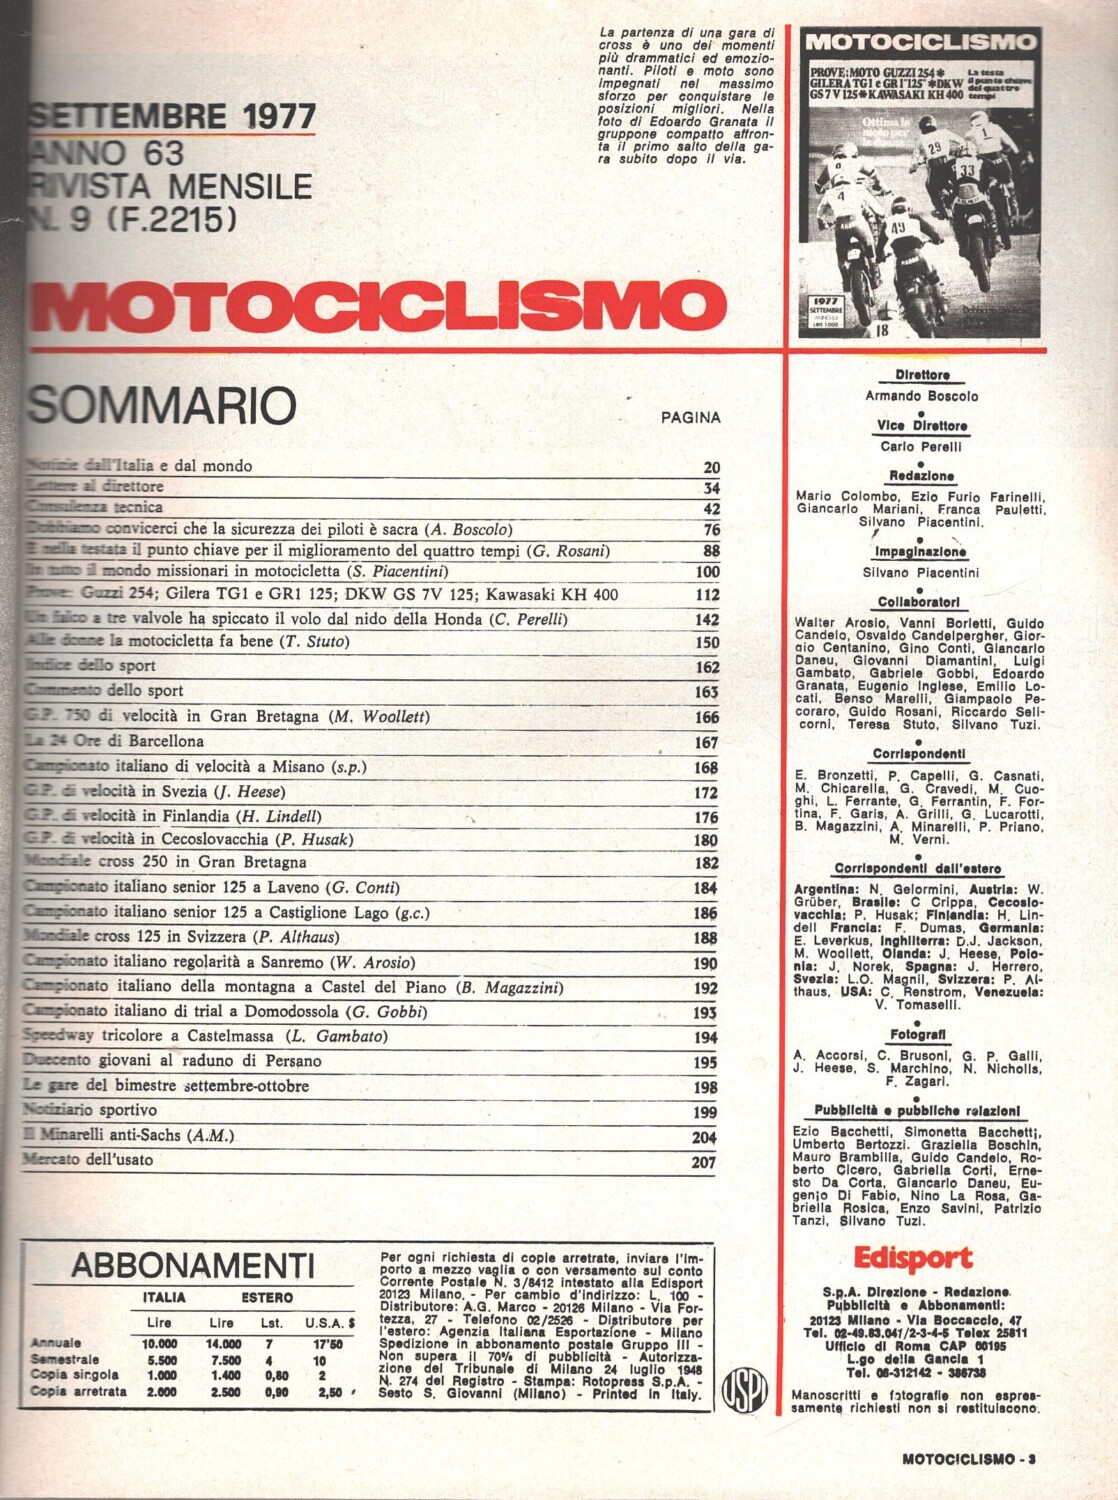 La partenza di una gara di
cross è uno dei momenti
più drammatici ed emozio-
nanti. Piloti e moto sono
impegnati nel massimo
sforzo per conquistare le
posizioni migliori. Nella
foto di Edoardo Granata il
gruppone compatto affron-
ta il primo salto della ga-
ra subito dopo il via.
MOTOCICLISMO
PROVE: MOTO GUZZI 254*
GILERA TG1 e GR1 "125" *DKW
GS 7 V 125*KAWASAKI KH 400
La testa
il punto chiave
del quattro
tempi
Ottima la
moto per
29
1
33
4
49
18
1977
SETTEMBRE
ANNO 63
LIRE 1.000
SETTEMBRE 1977
ANNO 63
RIVISTA MENSILE
N. 9 (F.2215)
MOTOCICLISMO
SOMMARIO
PAGINA
Notizie dall'Italia e dal mondo 20
Lettere al direttore 34
Consulenza tecnica 42
Dobbiamo convicerci che la sicurezza dei piloti è sacra (A. Boscolo) 76
È nella testata il punto chiave per il miglioramento del quattro tempi (G. Rosani) 88
In tutto il mondo missionari in motocicletta (S. Piacentini) 100
Prove: Guzzi 254; Gilera TG1 e GR1 125; DKW GS 7V 125; Kawasaki KH 400 112
Un falco a tre valvole ha spiccato il volo dal nido della Honda (C. Perelli) 142
Alle donne la motocicletta fa bene (T. Stuto) 150
Indice dello sport 162
Commento dello sport 163
G.P. 750 di velocità in Gran Bretagna (M. Woollett) 166
La 24 Ore di Barcellona 167
Campionato italiano di velocità a Misano (s.p.) 168
G.P. di velocità in Svezia (J. Heese) 172
G.P. di velocità in Finlandia (H. Lindell) 176
G.P. di velocità in Cecoslovacchia (P. Husak) 180
Mondiale cross 250 in Gran Bretagna 182
Campionato italiano senior 125 a Laveno (G. Conti) 184
Campionato italiano senior 125 a Castiglione Lago (g.c.) 186
Mondiale cross 125 in Svizzera (P. Althaus) 188
Campionato italiano regolarità a Sanremo (W. Arosio) 190
Campionato italiano della montagna a Castel del Piano (B. Magazzini) 192
Campionato italiano di trial a Domodossola (G. Gobbi) 193
Speedway tricolore a Castelmassa (L. Gambato) 194
Duecento giovani al raduno di Persano 195
Le gare del bimestre settembre-ottobre 198
Notiziario sportivo 199
Il Minarelli anti-Sachs (A.M.) 204
Mercato dell'usato 207
ABBONAMENTI
ITALIA ESTERO
Lire Lire Lst. U.S.A. $
Annuale 10.000 14.000 7 17'50
Semestrale 5.500 7.500 4 10
Copia singola 1.000 1.400 0,80 2
Copia arretrata 2.000 2.500 0,90 2,50
Per ogni richiesta di copie arretrate, inviare l'im-
porto a mezzo vaglia o con versamento sul conto
Corrente Postale N. 3/8412 intestato alla Edisport
20123 Milano. - Per cambio d'indirizzo: L. 100 -
Distributore: A.G. Marco - 20126 Milano - Via For-
tezza, 27 - Telefono 02/2526 - Distributore per
l'estero: Agenzia Italiana Esportazione - Milano
Spedizione in abbonamento postale Gruppo III -
Non supera il 70% di pubblicità - Autorizza-
zione del Tribunale di Milano 24 luglio 1948
N. 274 del Registro - Stampa: Rotopress S.p.A. -
Sesto S. Giovanni (Milano) - Printed in Italy.
USPI
Direttore
Armando Boscolo
Vice Direttore
Carlo Perelli
Redazione
Mario Colombo, Ezio Furio Farinelli,
Giancarlo Mariani, Franca Pauletti,
Silvano Piacentini.
Impaginazione
Silvano Piacentini
Collaboratori
Walter Arosio, Vanni Borletti, Guido
Candelo, Osvaldo Candelpergher, Gior-
gio Centanino, Gino Conti, Giancarlo
Daneu, Giovanni Diamantini, Luigi
Gambato, Gabriele Gobbi, Edoardo
Granata, Eugenio Inglese, Emilio Lo-
cati, Benso Marelli, Giampaolo Pe-
coraro, Guido Rosani, Riccardo Seli-
corni, Teresa Stuto, Silvano Tuzi.
Corrispondenti
E. Bronzetti, P. Capelli, G. Casnati,
M. Chicarella, G. Cravedi, M. Cuo-
ghi, L. Ferrante, G. Ferrantin, F. For-
tina, F. Garis, A. Grilli, G. Lucarotti,
B. Magazzini, A. Minarelli, P. Priano,
M. Verni.
Corrispondenti dall'estero
Argentina: N. Gelormini, Austria: W.
Grüber, Brasile: C Crippa, Cecoslo-
vacchia: P. Husak; Finlandia: H. Lin-
dell Francia: F. Dumas, Germania:
E. Leverkus, Inghilterra: D.J. Jackson,
M. Woollett, Olanda: J. Heese, Polo-
nia: J. Norek, Spagna: J. Herrero,
Svezia: L.O. Magnil, Svizzera: P. Al-
thaus, USA: C. Renstrom, Venezuela:
V. Tomaselli.
Fotografi
A. Accorsi, C. Brusoni, G. P. Galli,
J. Heese, S. Marchino, N. Nicholls,
F. Zagari.
Pubblicità e pubbliche relazioni
Ezio Bacchetti, Simonetta Bacchetti,
Umberto Bertozzi. Graziella Boschin,
Mauro Brambilla, Guido Candelo, Ro-
berto Cicero, Gabriella Corti, Erne-
sto Da Corta, Giancarlo Daneu, Eu-
genio Di Fabio, Nino La Rosa, Ga-
briella Rosica, Enzo Savini, Patrizio
Tanzi, Silvano Tuzi.
Edisport
S.p.A. Direzione - Redazione
Pubblicità e Abbonamenti:
20123 Milano - Via Boccaccio, 47
Tel. 02-49.83.041/2-3-4-5 Telex 25811
Ufficio di Roma CAP 00195
L.go della Gancia 1
Tel. 06-312142 - 386738
Manoscritti e fotografie non espres-
samente richiesti non si restituiscono.
MOTOCICLISMO - 3